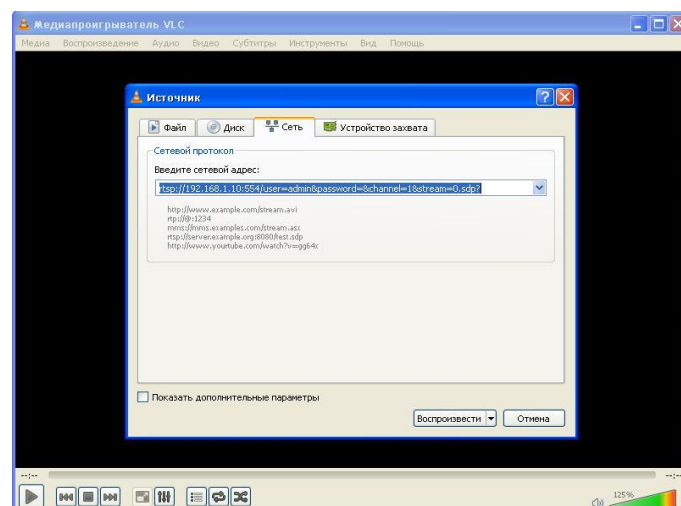 Медиапроигрыватель VLC
Медиа Воспроизведение Аудио Видео Субтитры Инструменты Вид Помощь
Источник
Файл Диск Сеть Устройство захвата
Сетевой протокол
Введите сетевой адрес:
rtsp://192.168.1.10:554/user=admin&password=&channel=1&stream=0.sdp?
http://www.example.com/stream.avi
rtp://@:1234
mms://mms.examples.com/stream.asx
rtsp://server.example.org:8080/test.sdp
http://www.yourtube.com/watch?v=gg64x
Показать дополнительные параметры
Воспроизвести Отмена
--:-- --:--
125%